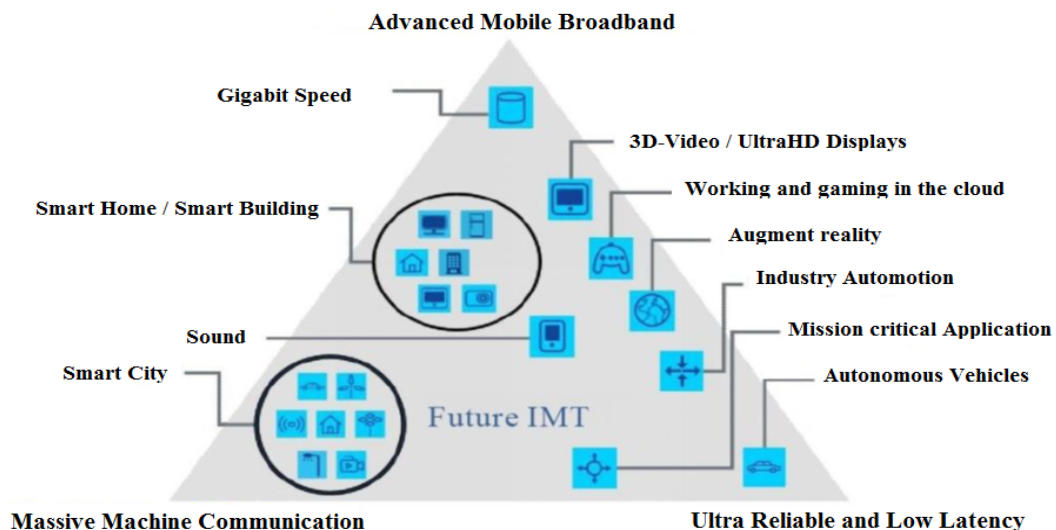 Advanced Mobile Broadband
Gigabit Speed
3D-Video / UltraHD Displays
Working and gaming in the cloud
Smart Home / Smart Building
Augment reality
Industry Automotion
Sound
Mission critical Application
Smart City
Autonomous Vehicles
Future IMT
Massive Machine Communication
Ultra Reliable and Low Latency